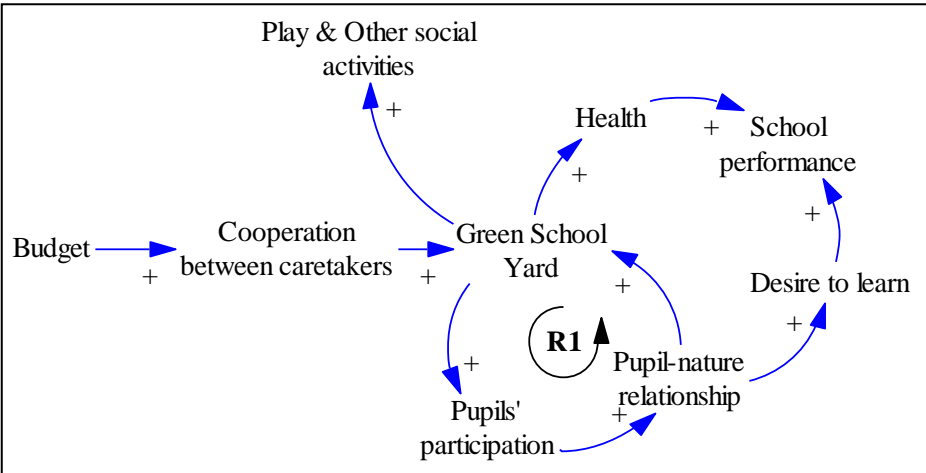 Play & Other social
activities
+
Health
+
School
performance
+
+
Budget
+
Cooperation
between caretakers
+
Green School
Yard
+
Desire to learn
+
R1
Pupil-nature
relationship
+
+
Pupils'
participation